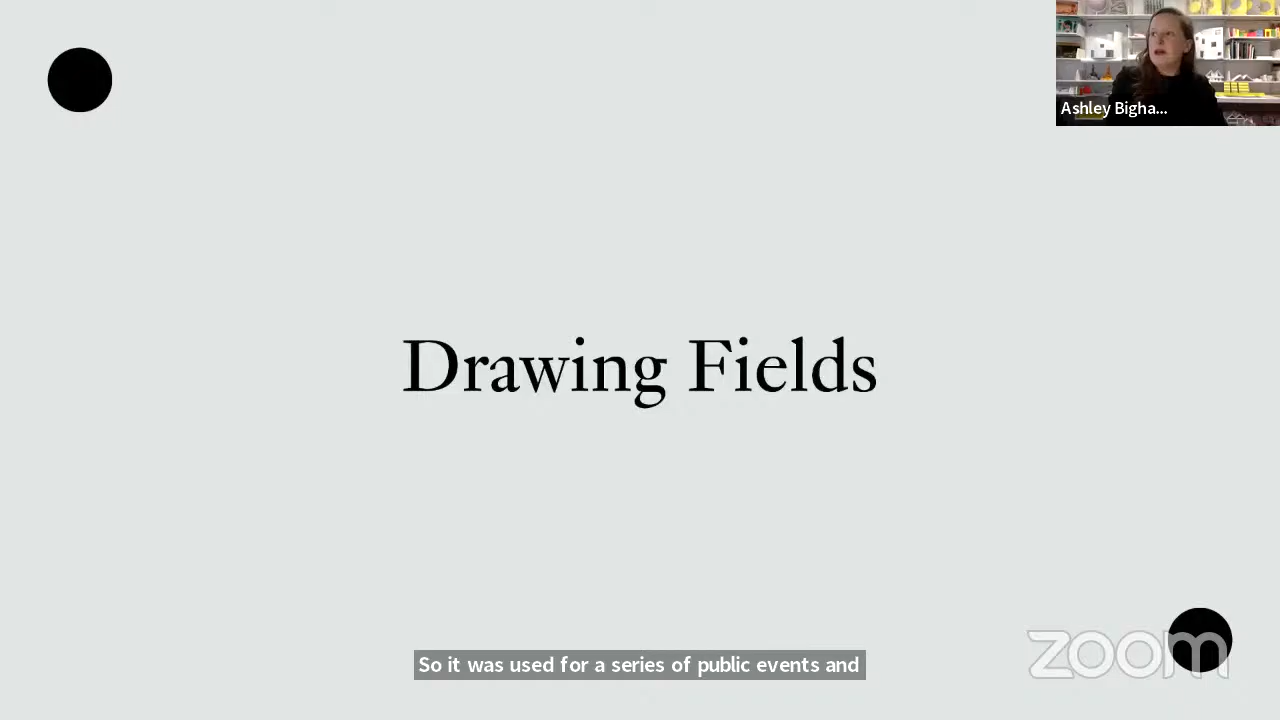 Ashley Bigha...
Drawing Fields
So it was used for a series of public events and
zoom